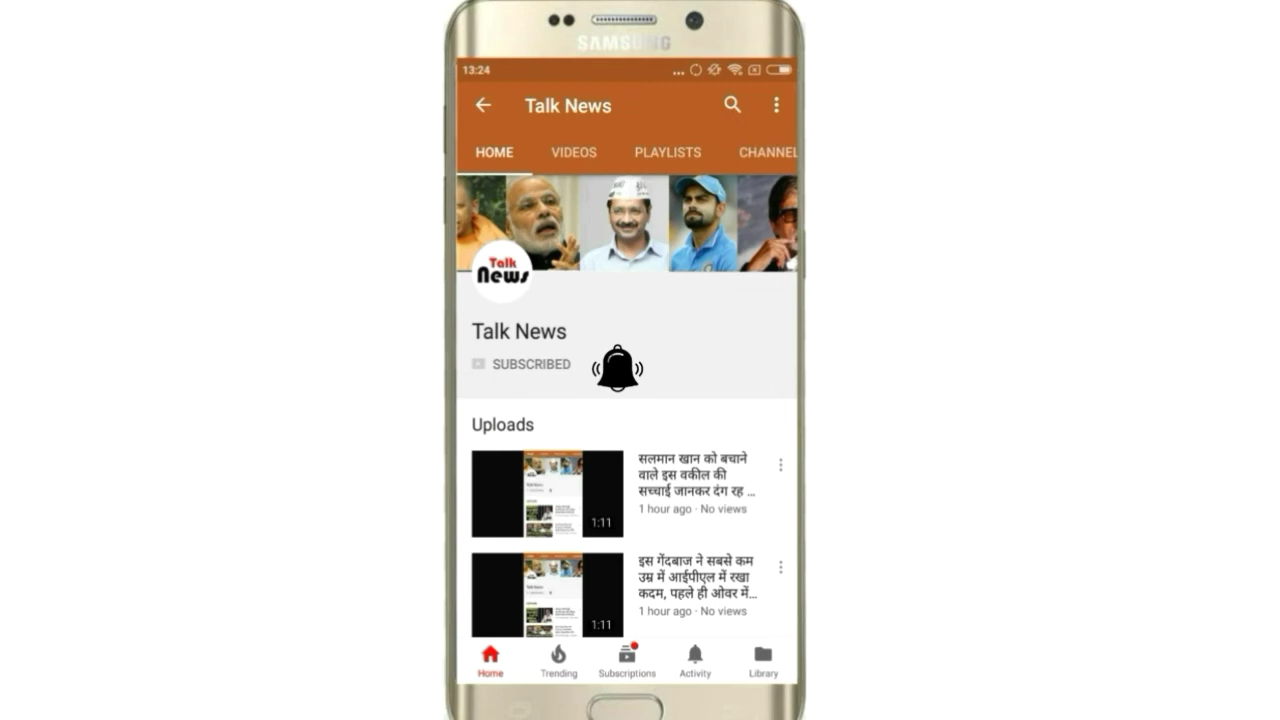 SAMSUNG
13:24
Talk News
HOME VIDEOS PLAYLISTS CHANNEL
Talk
News
Talk News
SUBSCRIBED
Uploads
सलमान खान को बचाने
वाले इस वकील की
सच्चाई जानकर दंग रह ...
1 hour ago · No views
1:11
इस गेंदबाज ने सबसे कम
उम्र में आईपीएल में रखा
कदम, पहले ही ओवर में...
1 hour ago · No views
1:11
Home Trending Subscriptions Activity Library